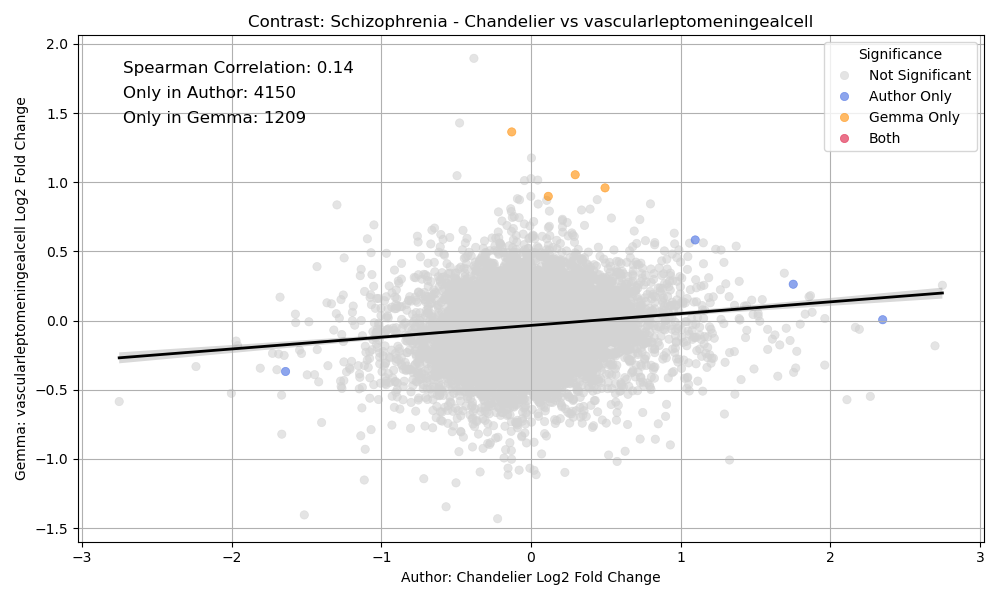 Contrast: Schizophrenia - Chandelier vs vascularleptomeningealcell
Spearman Correlation: 0.14
Only in Author: 4150
Only in Gemma: 1209
Significance
Not Significant
Author Only
Gemma Only
Both
2.0
1.5
1.0
0.5
0.0
−0.5
−1.0
−1.5
Gemma: vascularleptomeningealcell Log2 Fold Change
−3
−2
−1
0
1
2
3
Author: Chandelier Log2 Fold Change